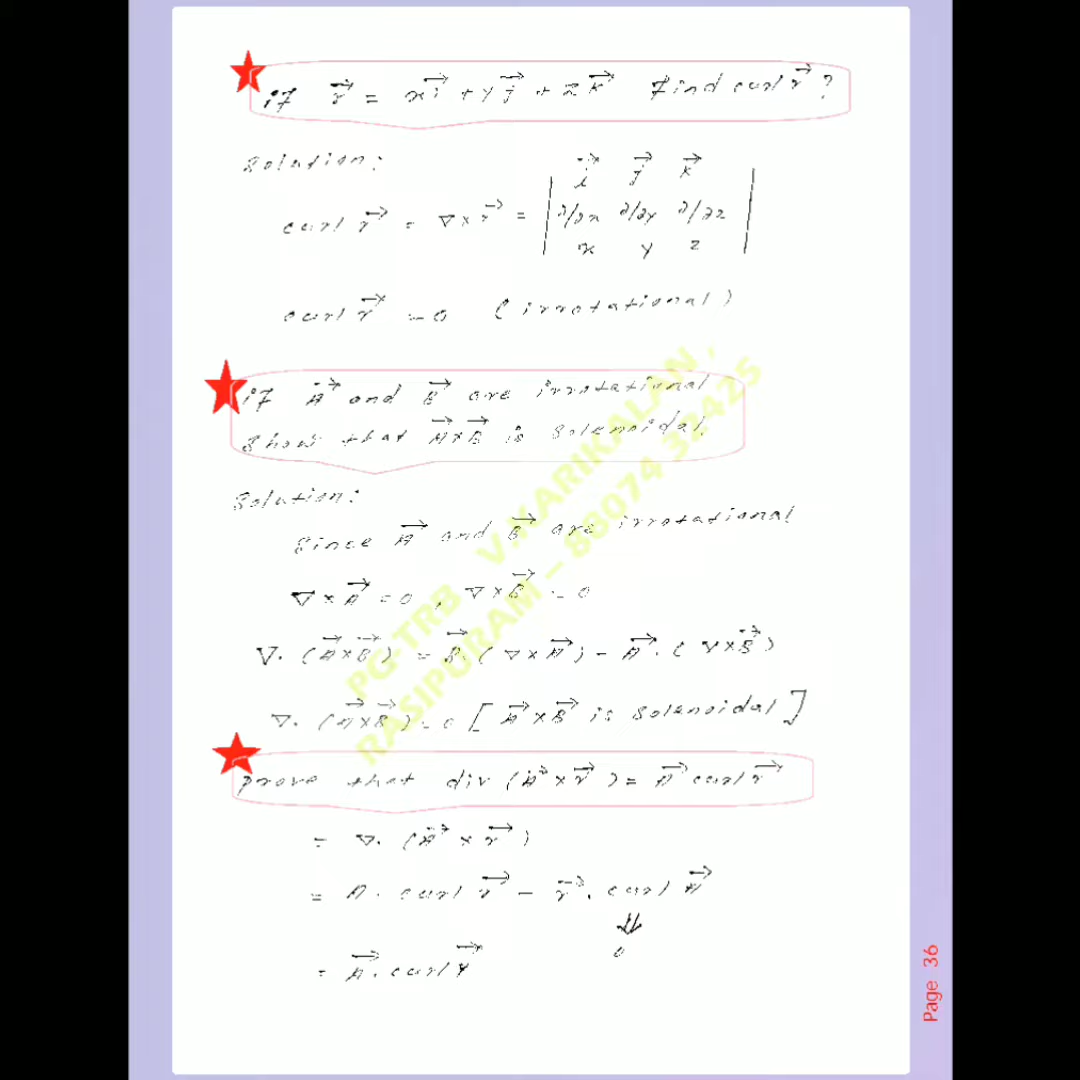 if r⃗ = xi⃗ + yj⃗ + zk⃗ Find curl r⃗ ?
Solution:
curl r⃗ = ∇ × r⃗ = | i⃗ j⃗ k⃗ |
| ∂/∂x ∂/∂y ∂/∂z |
| x y z |
curl r⃗ = 0 (irrotational)
if A⃗ and B⃗ are irrotational
Show that A⃗×B⃗ is Solenoidal.
Solution:
Since A⃗ and B⃗ are irrotational
∇×A⃗ = 0, ∇×B⃗ = 0
∇. (A⃗×B⃗) = B⃗. (∇×A⃗) - A⃗. (∇×B⃗)
∇. (A⃗×B⃗) = 0 [A⃗×B⃗ is Solenoidal]
Prove that div (A⃗×r⃗) = A⃗ curl r⃗
= ∇. (A⃗ × r⃗)
= A. curl r⃗ - r⃗. curl A⃗
⇓
0
= A⃗. curl r⃗
PG-TRB V.KARIKALAN,
RASIPURAM – 88074 32425
Page 36